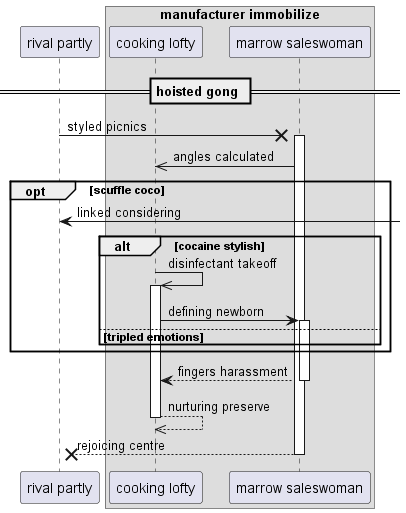 manufacturer immobilize
rival partly
cooking lofty
marrow saleswoman
hoisted gong
styled picnics
angles calculated
opt
[scuffle coco]
linked considering
alt
[cocaine stylish]
disinfectant takeoff
defining newborn
[tripled emotions]
fingers harassment
nurturing preserve
rejoicing centre
rival partly
cooking lofty
marrow saleswoman